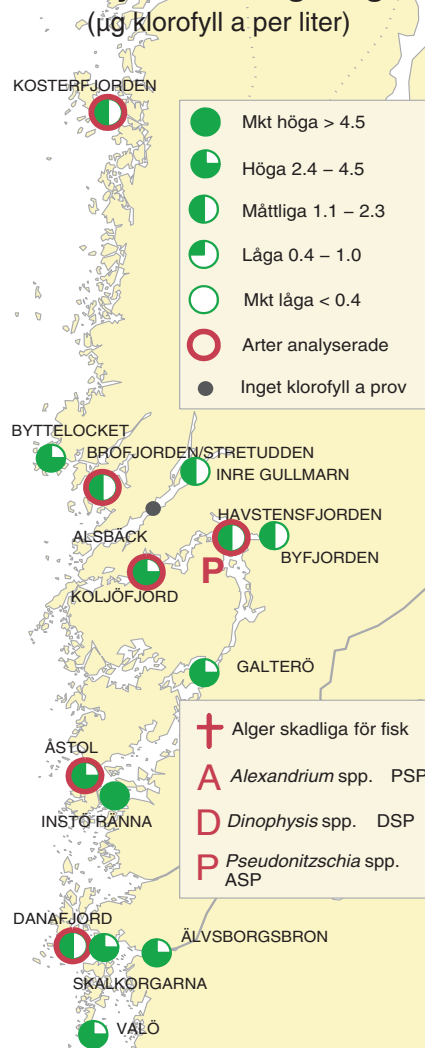 (µg klorofyll a per liter)
KOSTERFJORDEN
Mkt höga > 4.5
Höga 2.4 – 4.5
Måttliga 1.1 – 2.3
Låga 0.4 – 1.0
Mkt låga < 0.4
Arter analyserade
Inget klorofyll a prov
BYTTELOCKET
BROFJORDEN/STRETUDDEN
INRE GULLMARN
ALSBÄCK
HAVSTENSFJORDEN
BYFJORDEN
P
KOLJÖFJORD
GALTERÖ
Alger skadliga för fisk
A Alexandrium spp. PSP
D Dinophysis spp. DSP
P Pseudonitzschia spp.
ASP
ÅSTOL
INSTÖ RÄNNA
DANAFJORD
ÄLVSBORGSBRON
SKALKORGARNA
VALÖ